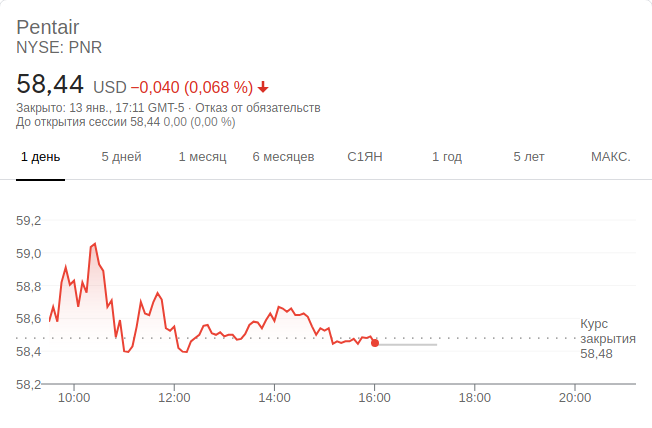 Pentair
NYSE: PNR
58,44 USD −0,040 (0,068 %)
Закрыто: 13 янв., 17:11 GMT-5 · Отказ от обязательств
До открытия сессии 58,44 0,00 (0,00 %)
1 день 5 дней 1 месяц 6 месяцев С1ЯН 1 год 5 лет МАКС.
59,2
59,0
58,8
58,6
58,4
58,2
Курс
закрытия
58,48
10:00 12:00 14:00 16:00 18:00 20:00